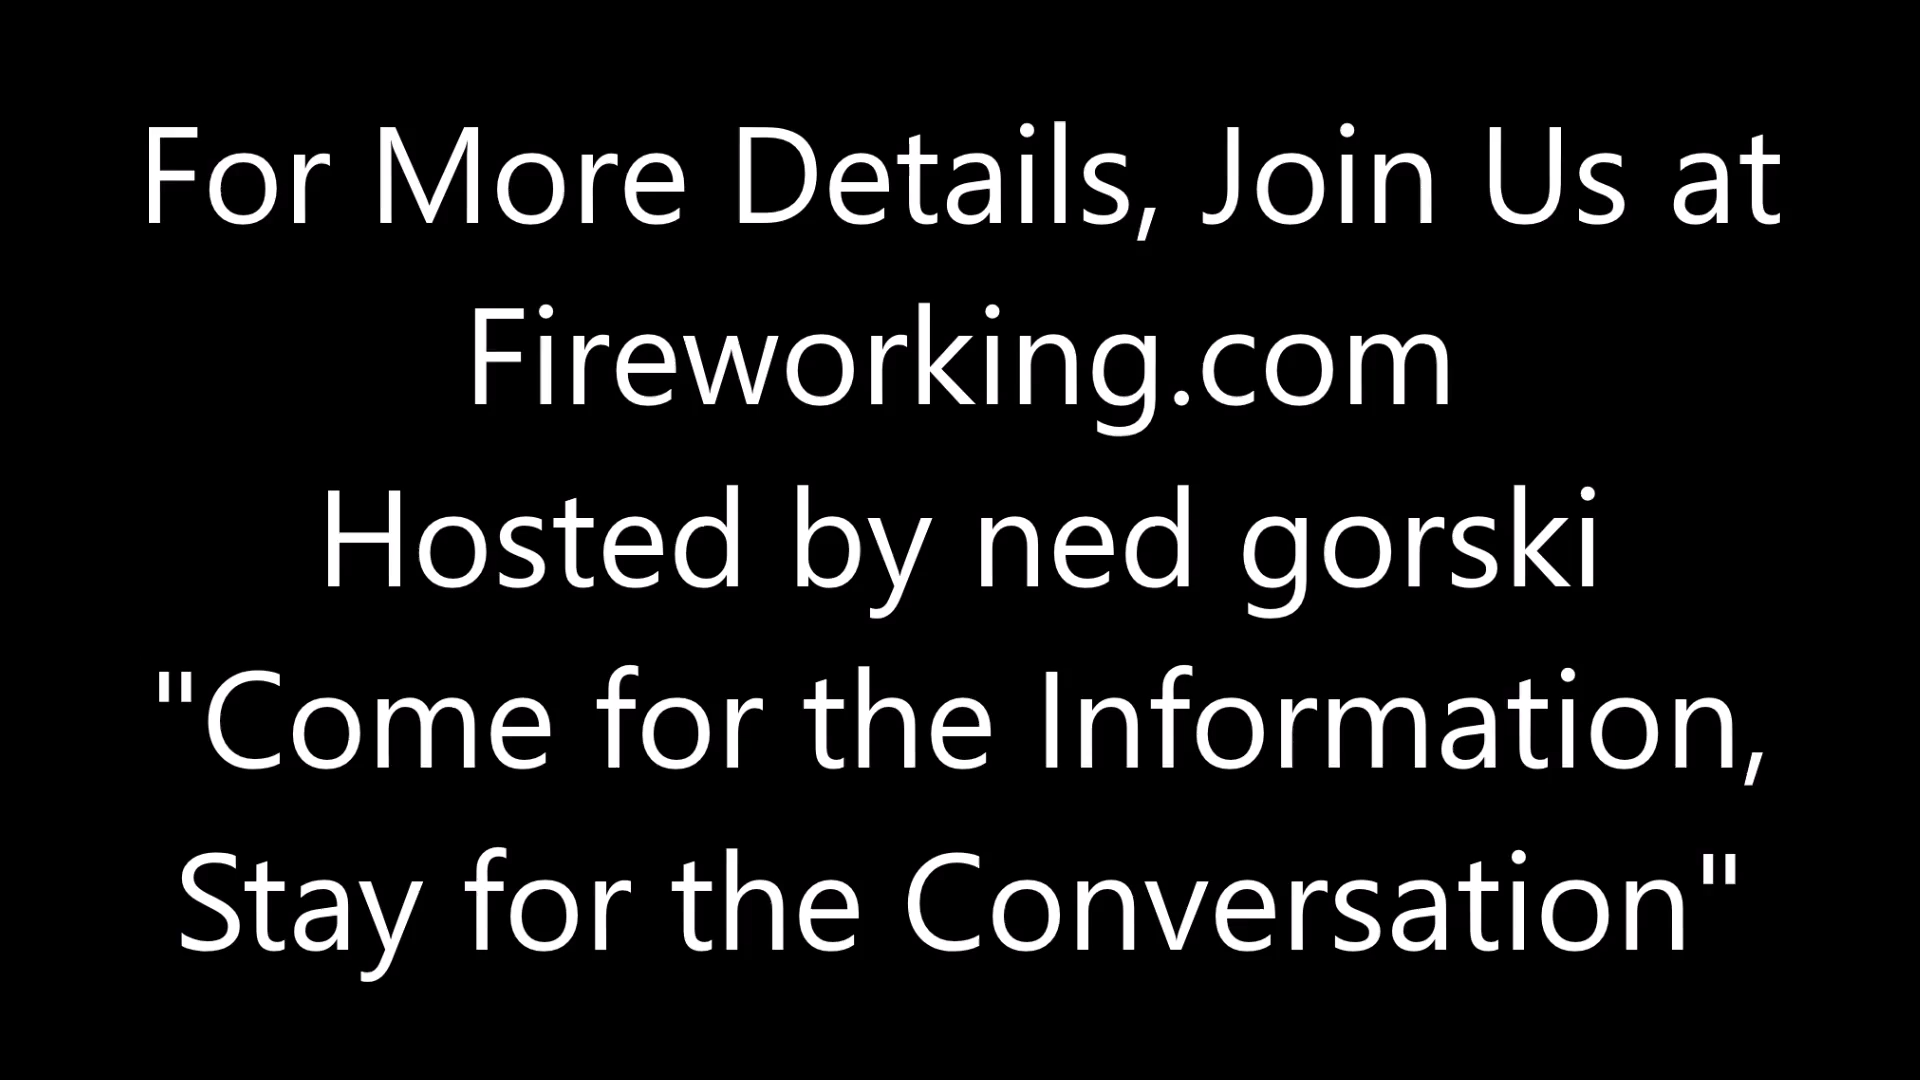 For More Details, Join Us at
Fireworking.com
Hosted by ned gorski
"Come for the Information,
Stay for the Conversation"